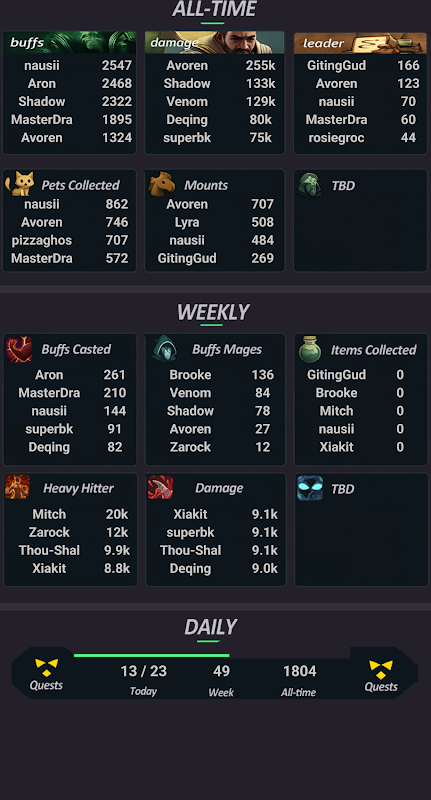 ALL-TIME
buffs
nausii 2547
Aron 2468
Shadow 2322
MasterDra 1895
Avoren 1324
damage
Avoren 255k
Shadow 133k
Venom 129k
Deqing 80k
superbk 75k
leader
GitingGud 166
Avoren 123
nausii 70
MasterDra 60
rosiegroc 44
Pets Collected
nausii 862
Avoren 746
pizzaghos 707
MasterDra 572
Mounts
Avoren 707
Lyra 508
nausii 484
GitingGud 269
TBD
WEEKLY
Buffs Casted
Aron 261
MasterDra 210
nausii 144
superbk 91
Deqing 82
Buffs Mages
Brooke 136
Venom 84
Shadow 78
Avoren 27
Zarock 12
Items Collected
GitingGud 0
Brooke 0
Mitch 0
nausii 0
Xiakit 0
Heavy Hitter
Mitch 20k
Zarock 12k
Thou-Shal 9.9k
Xiakit 8.8k
Damage
Xiakit 9.1k
superbk 9.1k
Thou-Shal 9.1k
Deqing 9.0k
TBD
DAILY
Quests
13 / 23
Today
49
Week
1804
All-time
Quests